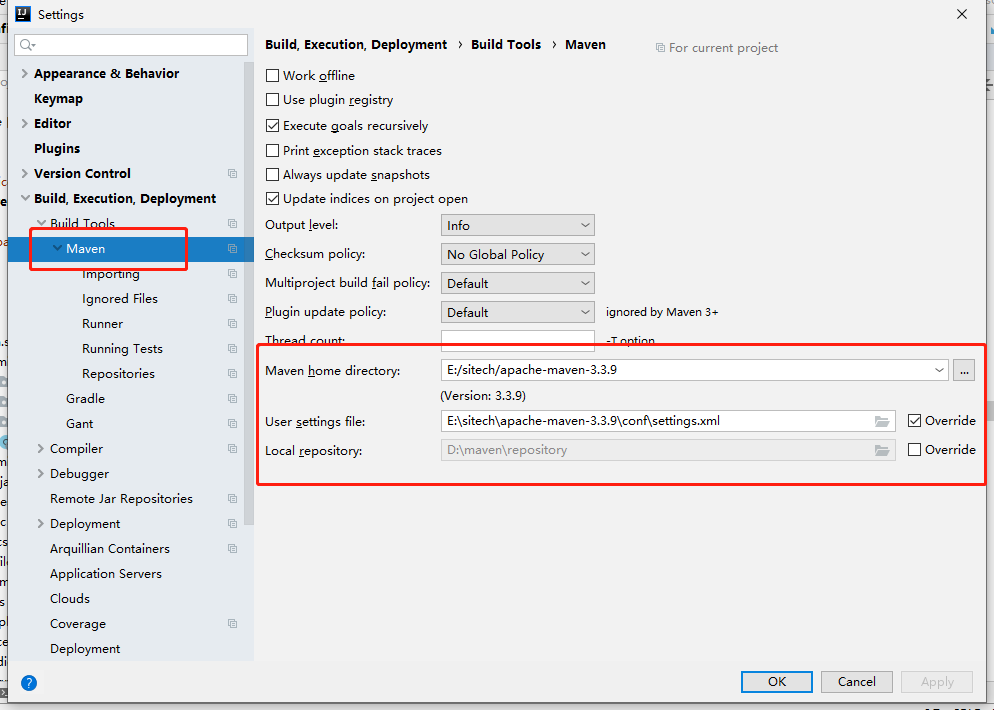 Settings
Build, Execution, Deployment › Build Tools › Maven
For current project
Appearance & Behavior
Keymap
Editor
Plugins
Version Control
Build, Execution, Deployment
Build Tools
Maven
Importing
Ignored Files
Runner
Running Tests
Repositories
Gradle
Gant
Compiler
Debugger
Remote Jar Repositories
Deployment
Arquillian Containers
Application Servers
Clouds
Coverage
Deployment
Work offline
Use plugin registry
Execute goals recursively
Print exception stack traces
Always update snapshots
Update indices on project open
Output level: Info
Checksum policy: No Global Policy
Multiproject build fail policy: Default
Plugin update policy: Default ignored by Maven 3+
Thread count: -T option
Maven home directory: E:/sitech/apache-maven-3.3.9 ...
(Version: 3.3.9)
User settings file: E:\sitech\apache-maven-3.3.9\conf\settings.xml Override
Local repository: D:\maven\repository Override
? OK Cancel Apply